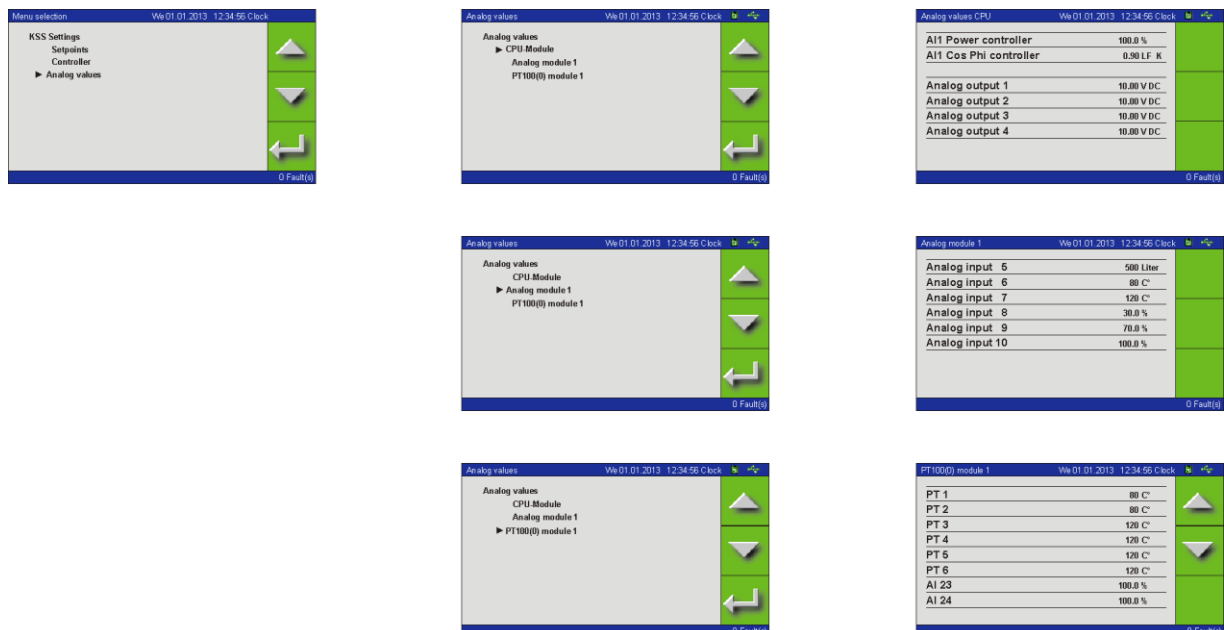 Menu selection We 01.01.2013 12:34:56 Clock
KSS Settings
Setpoints
Controller
► Analog values
0 Fault(s)
Analog values We 01.01.2013 12:34:56 Clock
Analog values
► CPU-Module
Analog module 1
PT100(0) module 1
0 Fault(s)
Analog values CPU We 01.01.2013 12:34:56 Clock
AI1 Power controller 100.0 %
AI1 Cos Phi controller 0.90 LF K
Analog output 1 10.00 V DC
Analog output 2 10.00 V DC
Analog output 3 10.00 V DC
Analog output 4 10.00 V DC
0 Fault(s)
Analog values We 01.01.2013 12:34:56 Clock
Analog values
CPU-Module
► Analog module 1
PT100(0) module 1
0 Fault(s)
Analog module 1 We 01.01.2013 12:34:56 Clock
Analog input 5 500 Liter
Analog input 6 80 C°
Analog input 7 120 C°
Analog input 8 30.0 %
Analog input 9 70.0 %
Analog input 10 100.0 %
0 Fault(s)
Analog values We 01.01.2013 12:34:56 Clock
Analog values
CPU-Module
Analog module 1
► PT100(0) module 1
0 Fault(s)
PT100(0) module 1 We 01.01.2013 12:34:56 Clock
PT 1 80 C°
PT 2 80 C°
PT 3 120 C°
PT 4 120 C°
PT 5 120 C°
PT 6 120 C°
AI 23 100.0 %
AI 24 100.0 %
0 Fault(s)